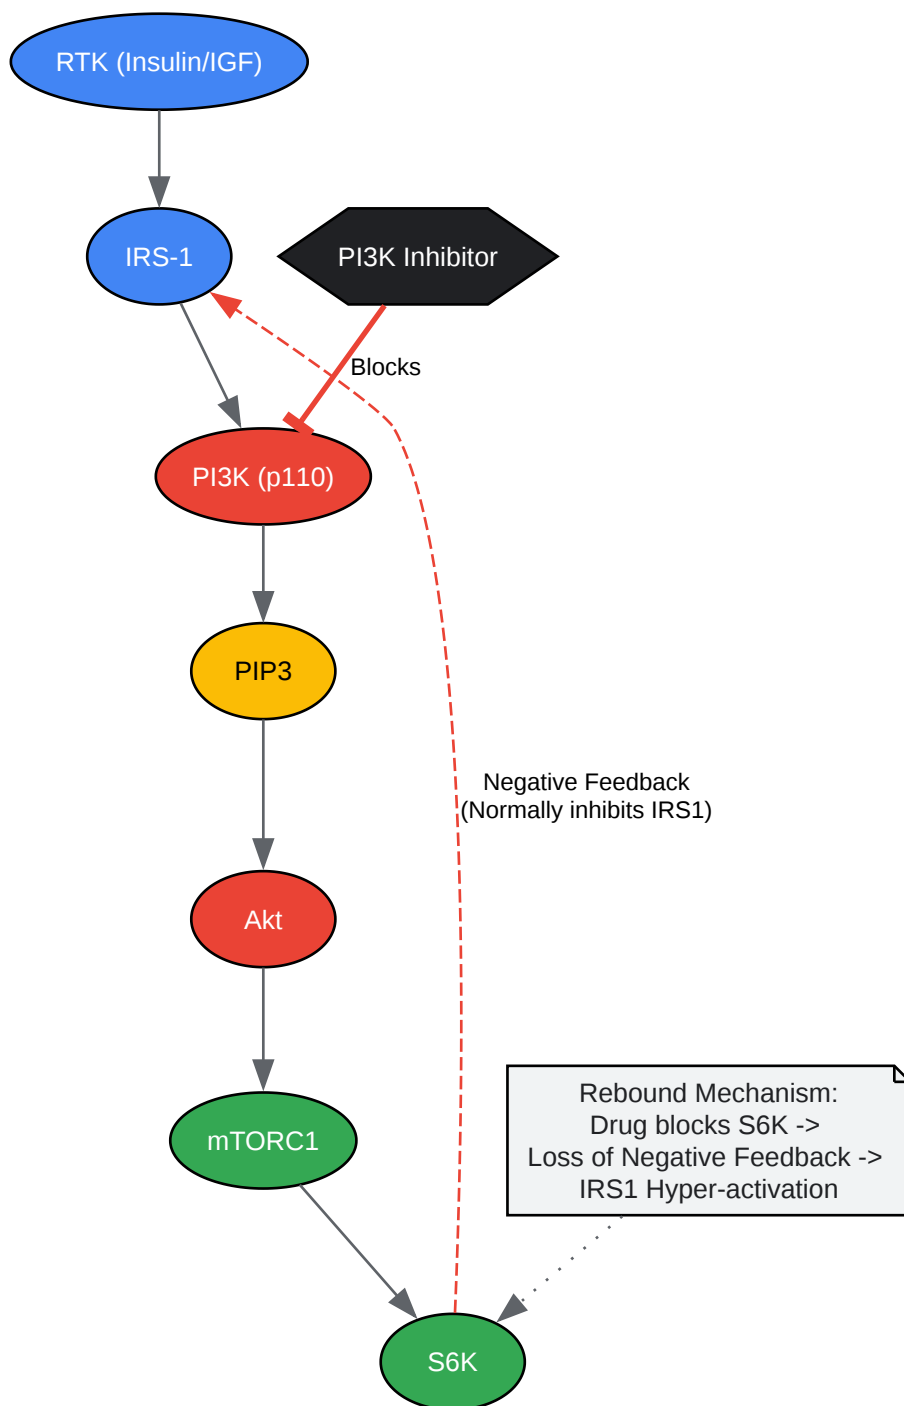 RTK (Insulin/IGF)
IRS-1
PI3K Inhibitor
Blocks
PI3K (p110)
PIP3
Negative Feedback
(Normally inhibits IRS1)
Akt
Rebound Mechanism:
Drug blocks S6K ->
Loss of Negative Feedback ->
IRS1 Hyper-activation
mTORC1
S6K